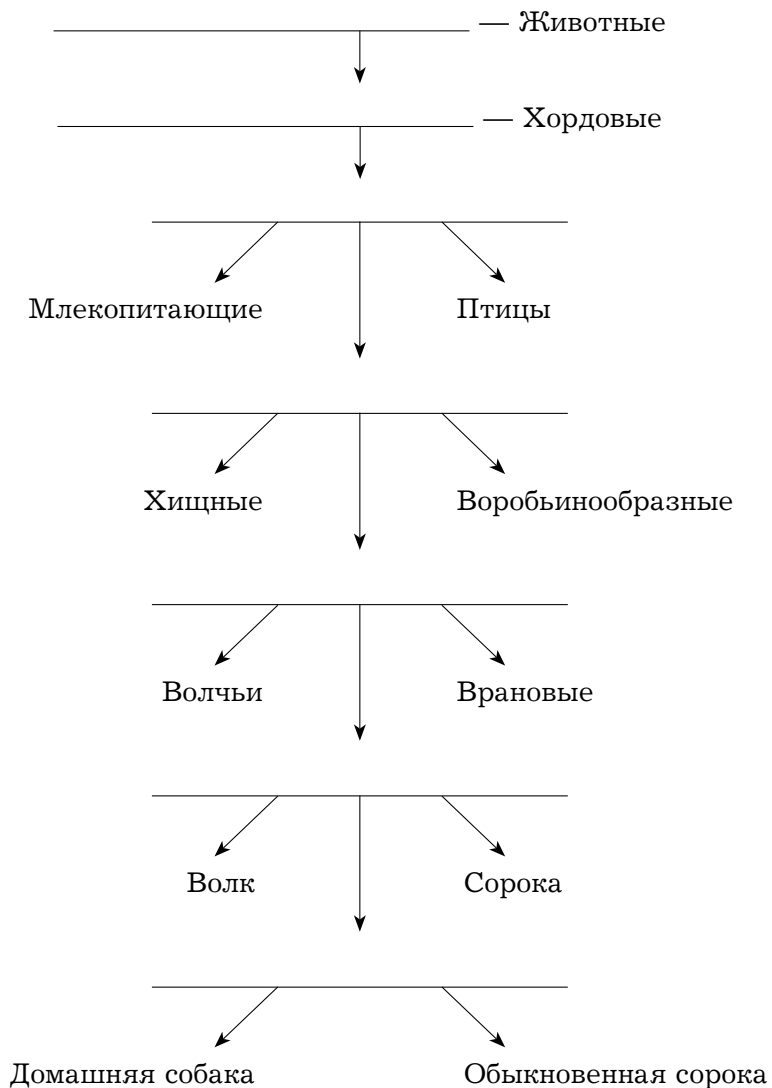 — Животные
— Хордовые
Млекопитающие Птицы
Хищные Воробьинообразные
Волчьи Врановые
Волк Сорока
Домашняя собака Обыкновенная сорока